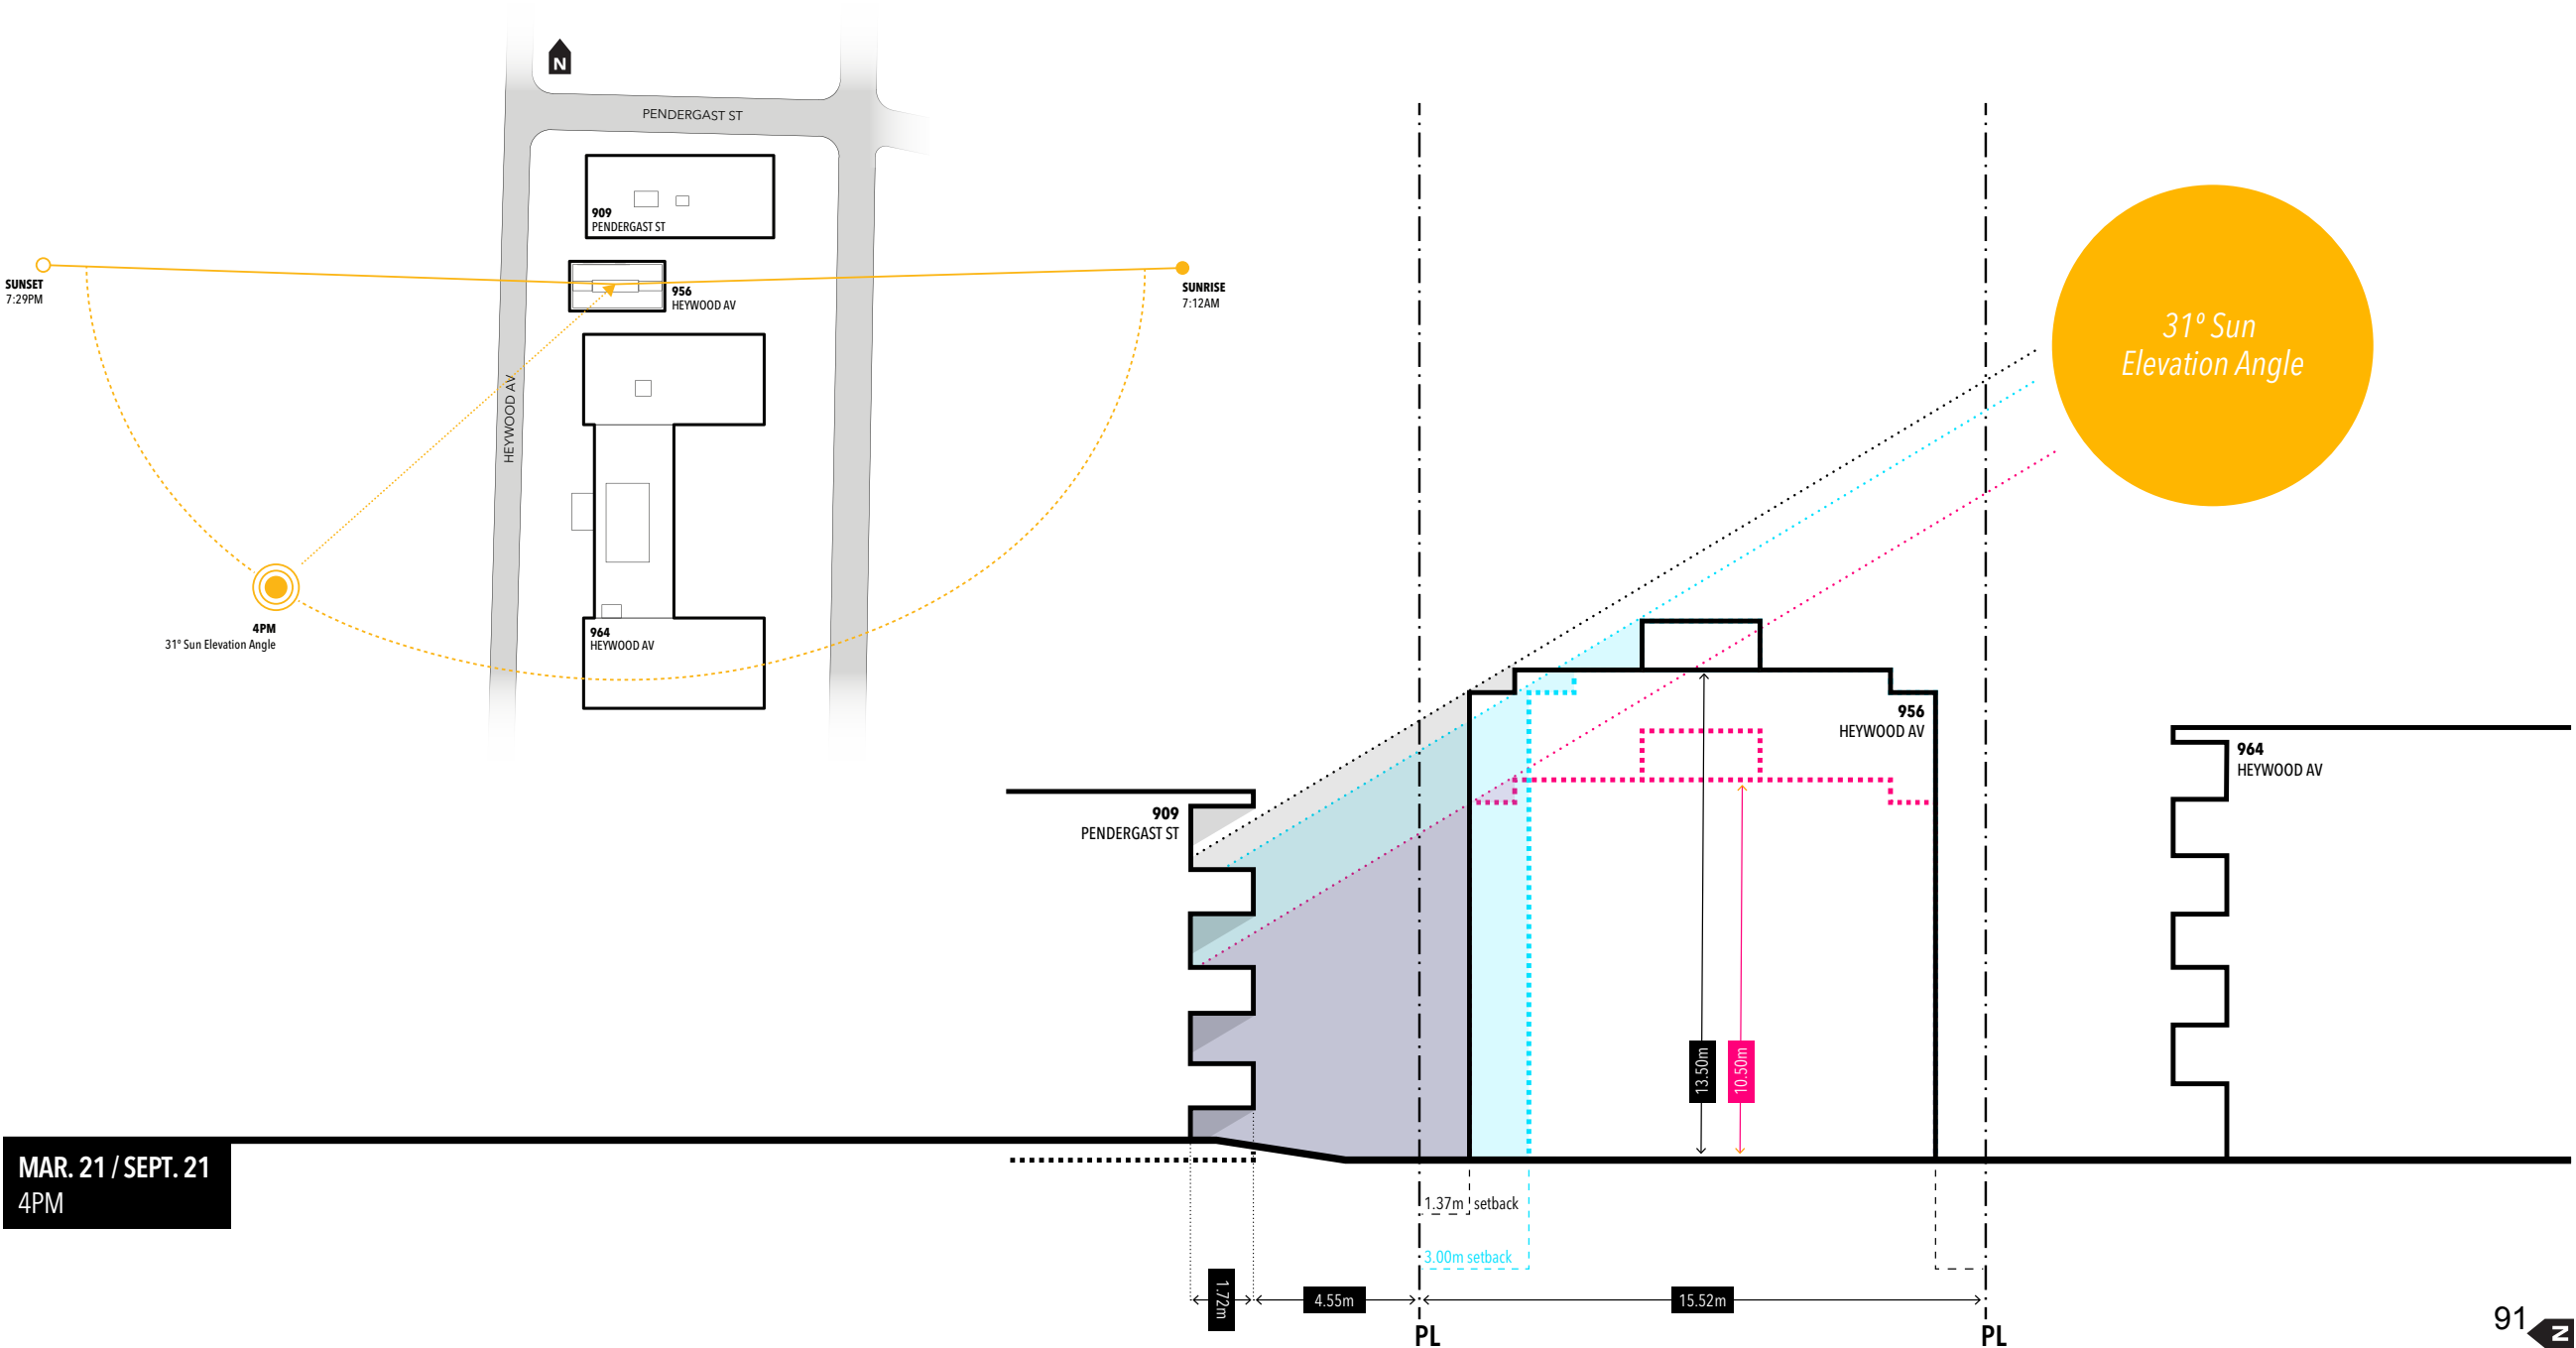 N
PENDERGAST ST
909
PENDERGAST ST
SUNSET
7:29PM
956
HEYWOOD AV
SUNRISE
7:12AM
HEYWOOD AV
4PM
31º Sun Elevation Angle
964
HEYWOOD AV
31º Sun
Elevation Angle
956
HEYWOOD AV
964
HEYWOOD AV
909
PENDERGAST ST
13.50m
10.50m
MAR. 21 / SEPT. 21
4PM
1.37m setback
3.00m setback
1.72m
4.55m
15.52m
PL
PL
91
N